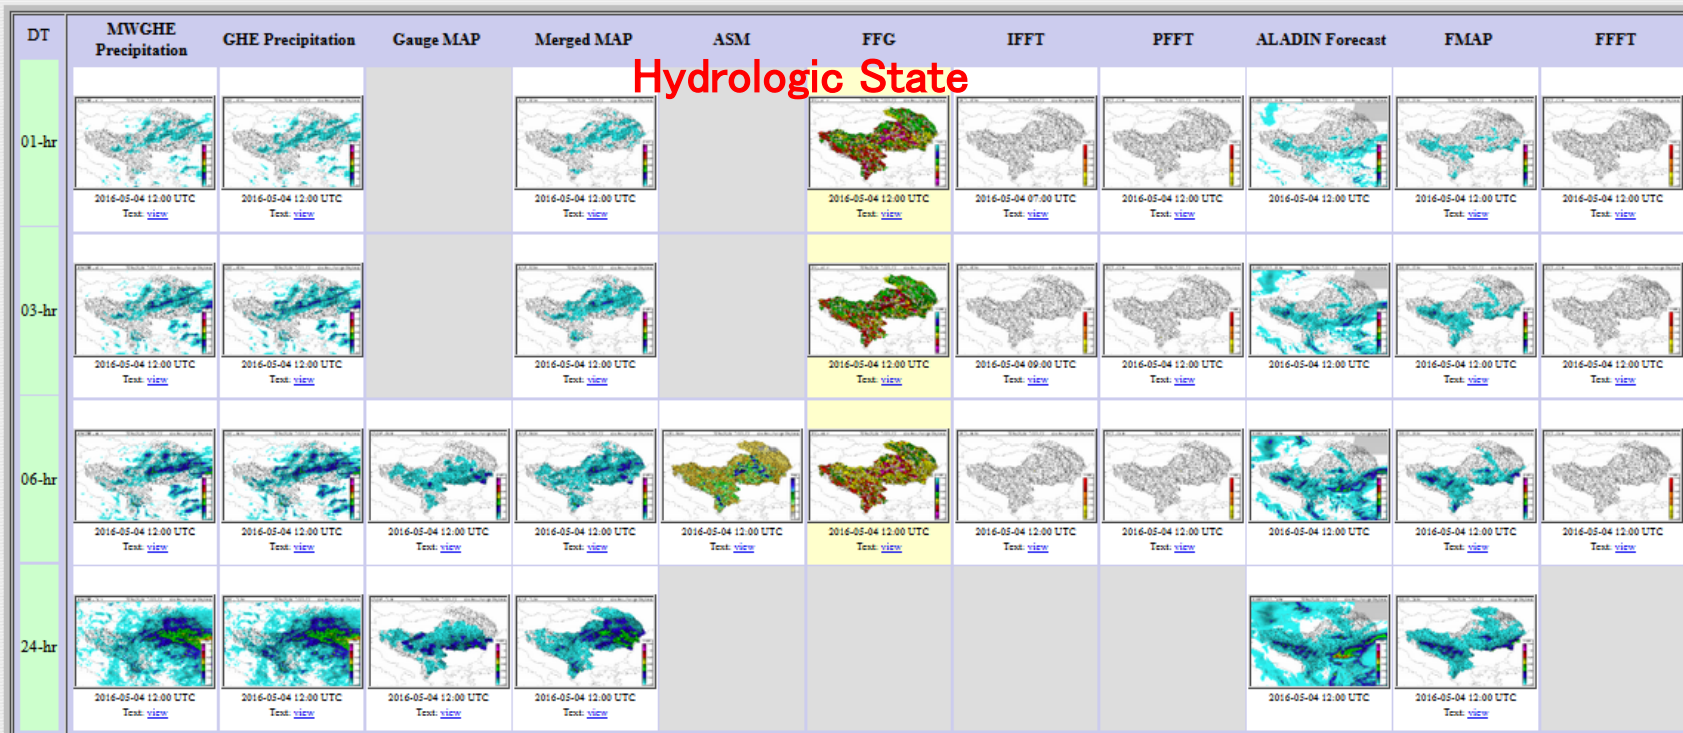 DT MWGHE Precipitation GHE Precipitation Gauge MAP Merged MAP ASM FFG IFFT PFFT ALADIN Forecast FMAP FFFT
Hydrologic State
01-hr
2016-05-04 12:00 UTC 2016-05-04 12:00 UTC 2016-05-04 12:00 UTC 2016-05-04 12:00 UTC 2016-05-04 07:00 UTC 2016-05-04 12:00 UTC 2016-05-04 12:00 UTC 2016-05-04 12:00 UTC 2016-05-04 12:00 UTC
Text: view Text: view Text: view Text: view Text: view Text: view Text: view Text: view
03-hr
2016-05-04 12:00 UTC 2016-05-04 12:00 UTC 2016-05-04 12:00 UTC 2016-05-04 12:00 UTC 2016-05-04 09:00 UTC 2016-05-04 12:00 UTC 2016-05-04 12:00 UTC 2016-05-04 12:00 UTC 2016-05-04 12:00 UTC
Text: view Text: view Text: view Text: view Text: view Text: view Text: view Text: view
06-hr
2016-05-04 12:00 UTC 2016-05-04 12:00 UTC 2016-05-04 12:00 UTC 2016-05-04 12:00 UTC 2016-05-04 12:00 UTC 2016-05-04 12:00 UTC 2016-05-04 12:00 UTC 2016-05-04 12:00 UTC 2016-05-04 12:00 UTC 2016-05-04 12:00 UTC 2016-05-04 12:00 UTC
Text: view Text: view Text: view Text: view Text: view Text: view Text: view Text: view Text: view Text: view
24-hr
2016-05-04 12:00 UTC 2016-05-04 12:00 UTC 2016-05-04 12:00 UTC 2016-05-04 12:00 UTC 2016-05-04 12:00 UTC 2016-05-04 12:00 UTC
Text: view Text: view Text: view Text: view Text: view